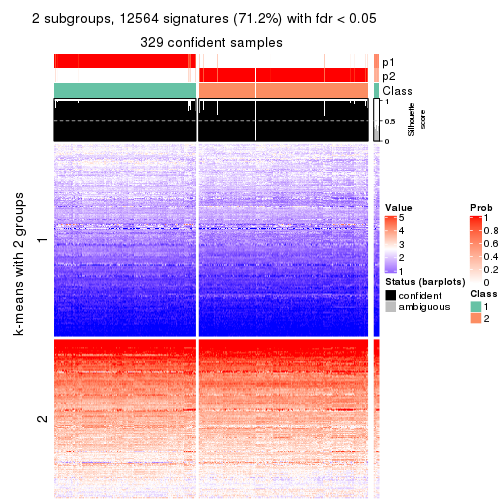 2 subgroups, 12564 signatures (71.2%) with fdr < 0.05
329 confident samples
p1
p2
Class
1
0.5
0
Silhouette
score
k-means with 2 groups
1
2
Value
5
4
3
2
1
Prob
1
0.8
0.6
0.4
0.2
0
Status (barplots)
confident
ambiguous
Class
1
2